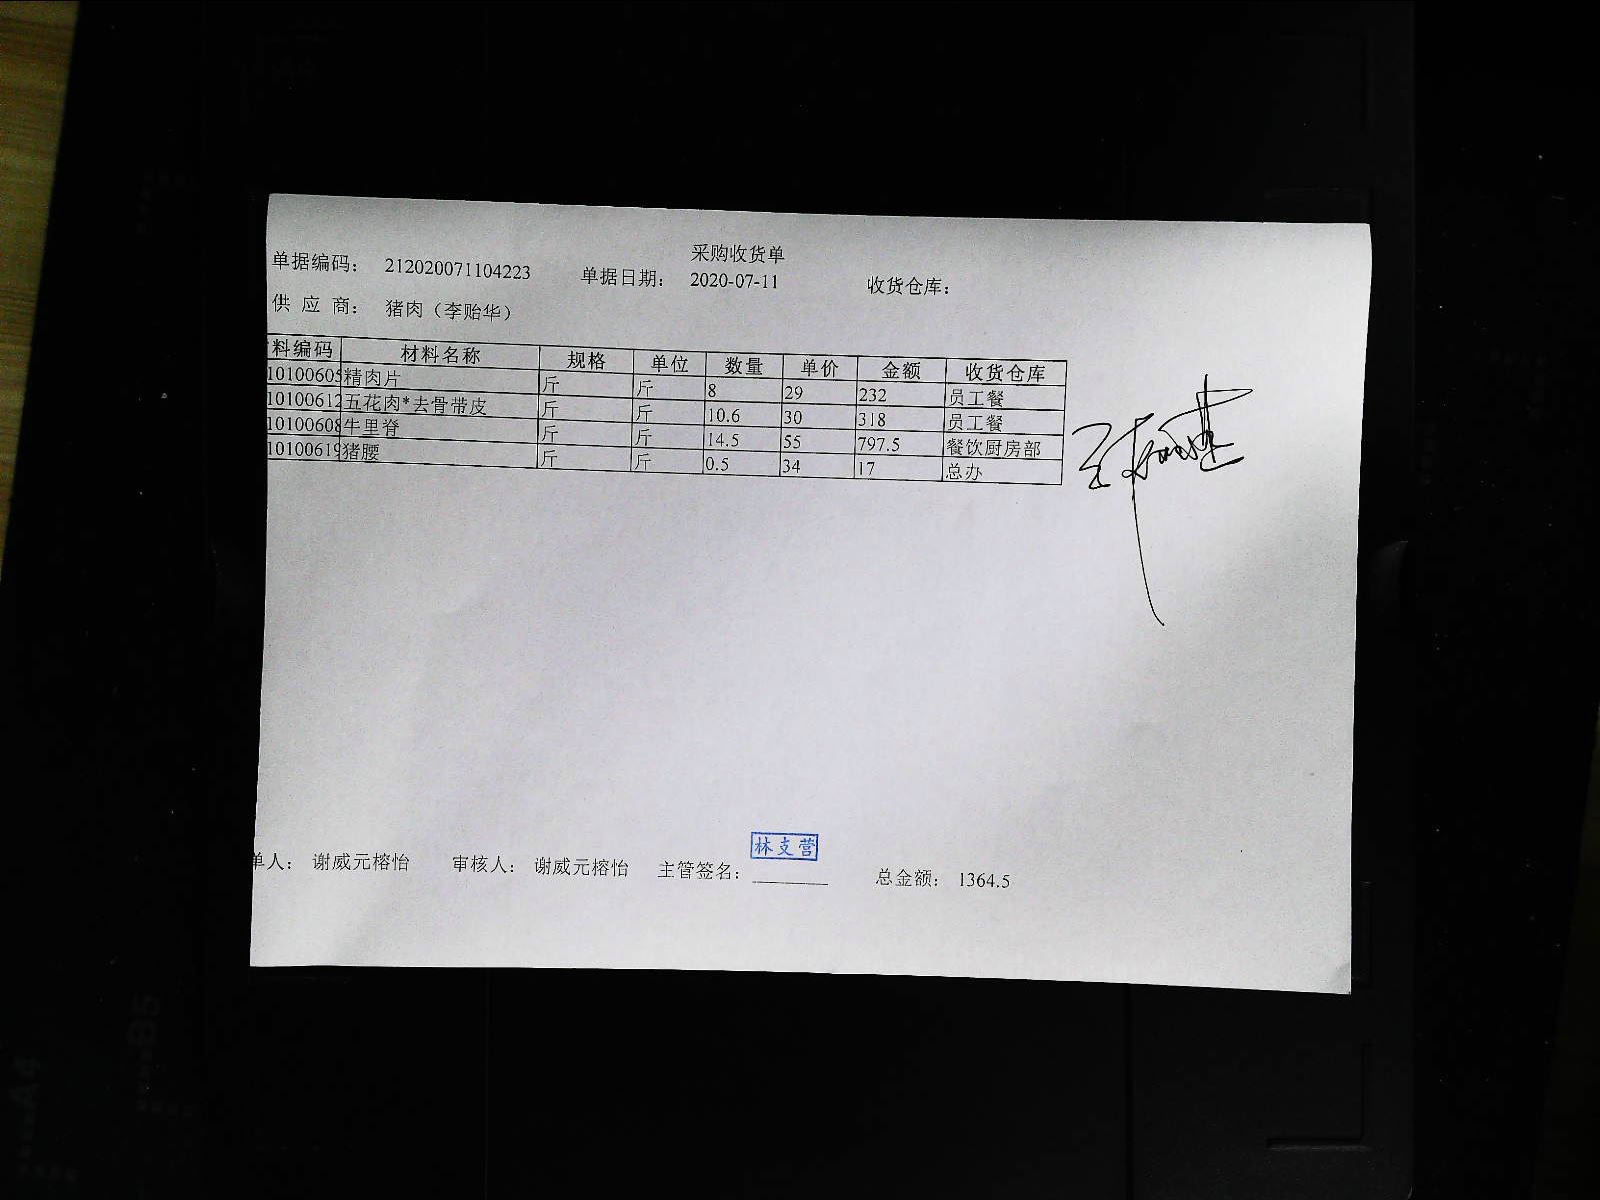 采购收货单
单据编码： 212020071104223 单据日期： 2020-07-11 收货仓库：
供 应 商： 猪肉（李贻华）
料编码 材料名称 规格 单位 数量 单价 金额 收货仓库
10100605 精肉片 斤 斤 8 29 232 员工餐
10100612 五花肉*去骨带皮 斤 斤 10.6 30 318 员工餐
10100608 牛里脊 斤 斤 14.5 55 797.5 餐饮厨房部
10100619 猪腰 斤 斤 0.5 34 17 总办
林支营
单人： 谢威元榕怡 审核人： 谢威元榕怡 主管签名： 总金额： 1364.5
A4
B5